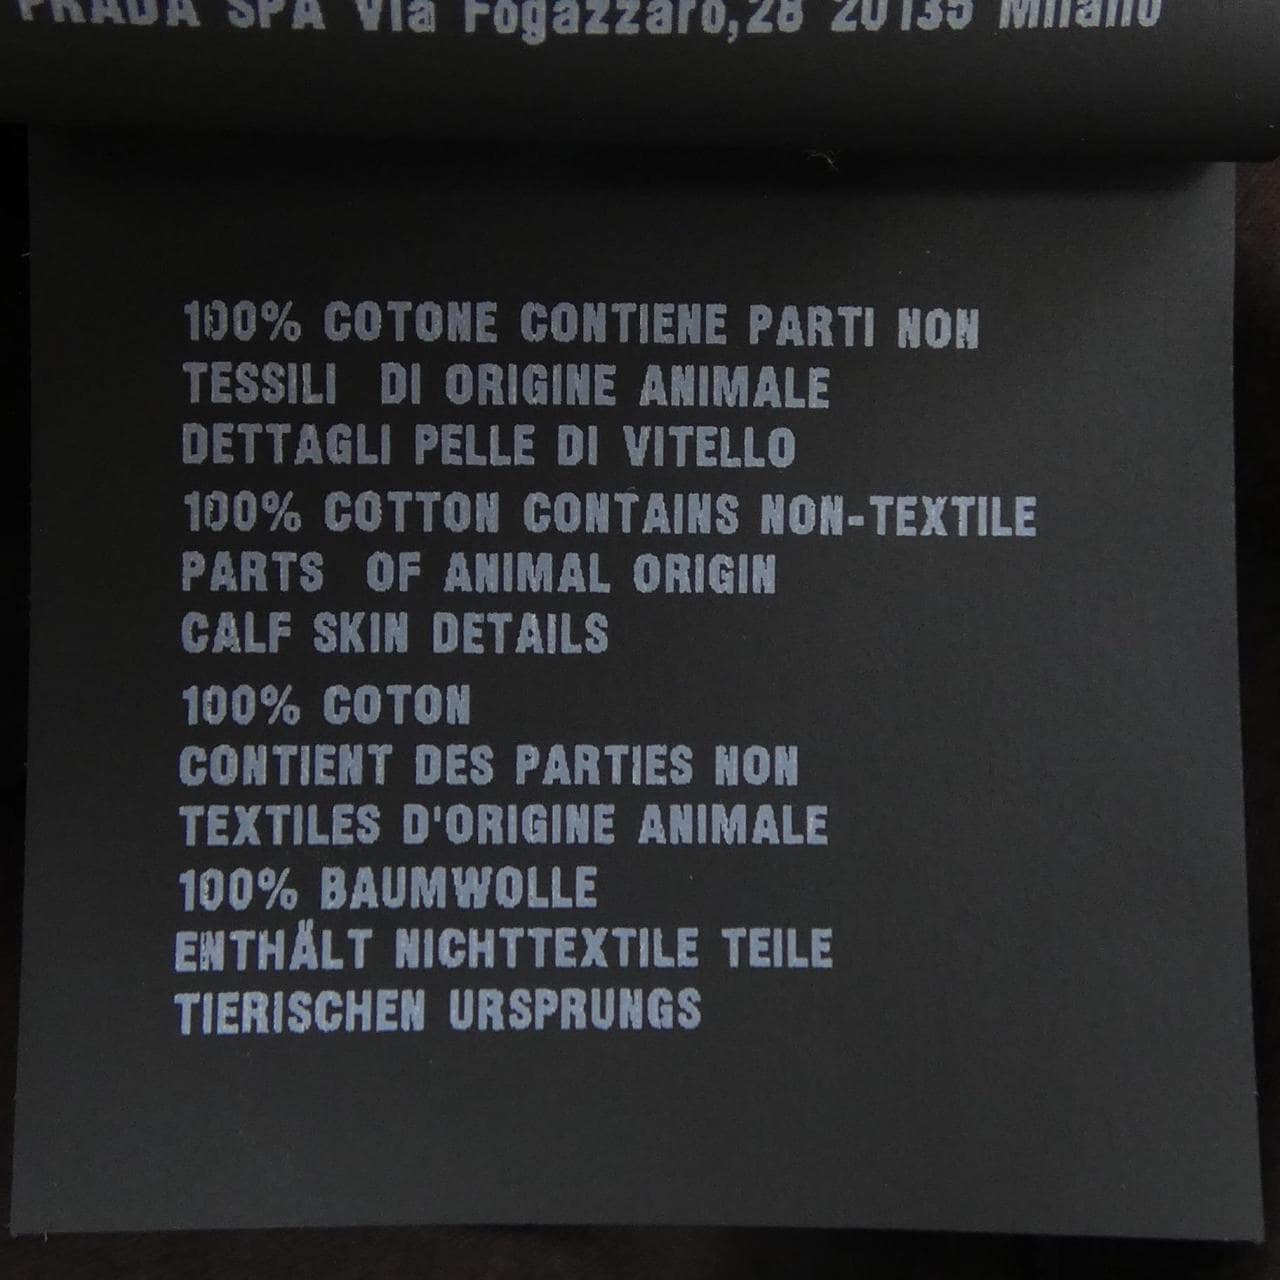 PRADA SPA Via Fogazzaro,28 20135 Milano
100% COTONE CONTIENE PARTI NON
TESSILI DI ORIGINE ANIMALE
DETTAGLI PELLE DI VITELLO
100% COTTON CONTAINS NON-TEXTILE
PARTS OF ANIMAL ORIGIN
CALF SKIN DETAILS
100% COTON
CONTIENT DES PARTIES NON
TEXTILES D'ORIGINE ANIMALE
100% BAUMWOLLE
ENTHÄLT NICHTTEXTILE TEILE
TIERISCHEN URSPRUNGS